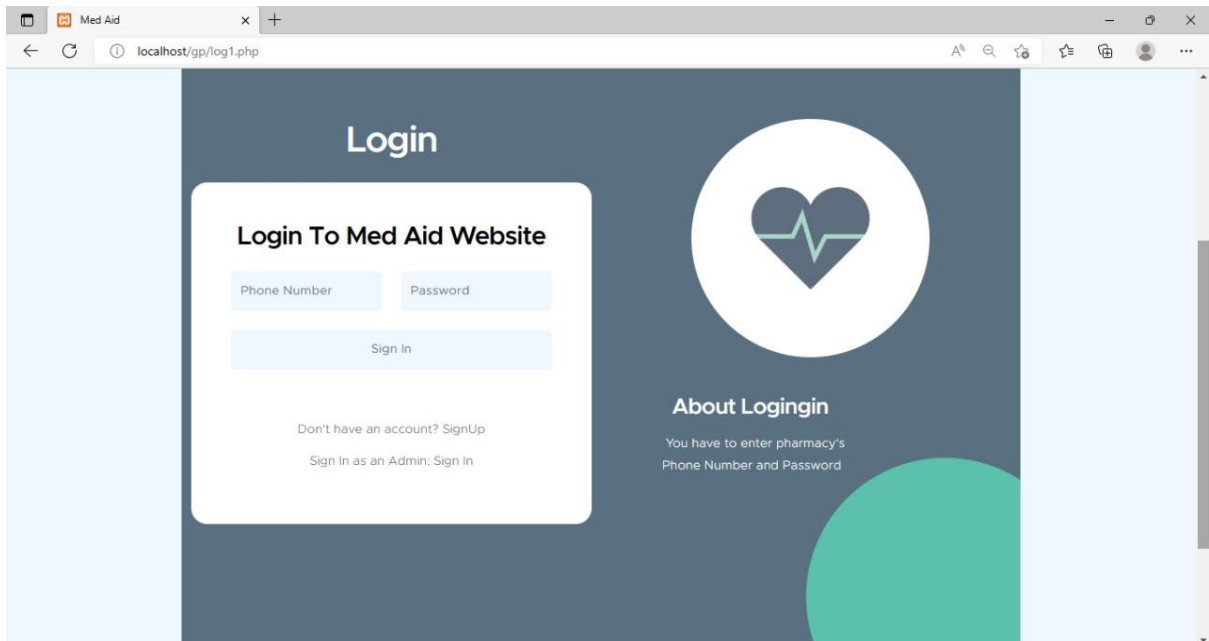 Med Aid
localhost/gp/log1.php
Login
Login To Med Aid Website
Phone Number
Password
Sign In
Don't have an account? SignUp
Sign In as an Admin: Sign In
About Logingin
You have to enter pharmacy's
Phone Number and Password